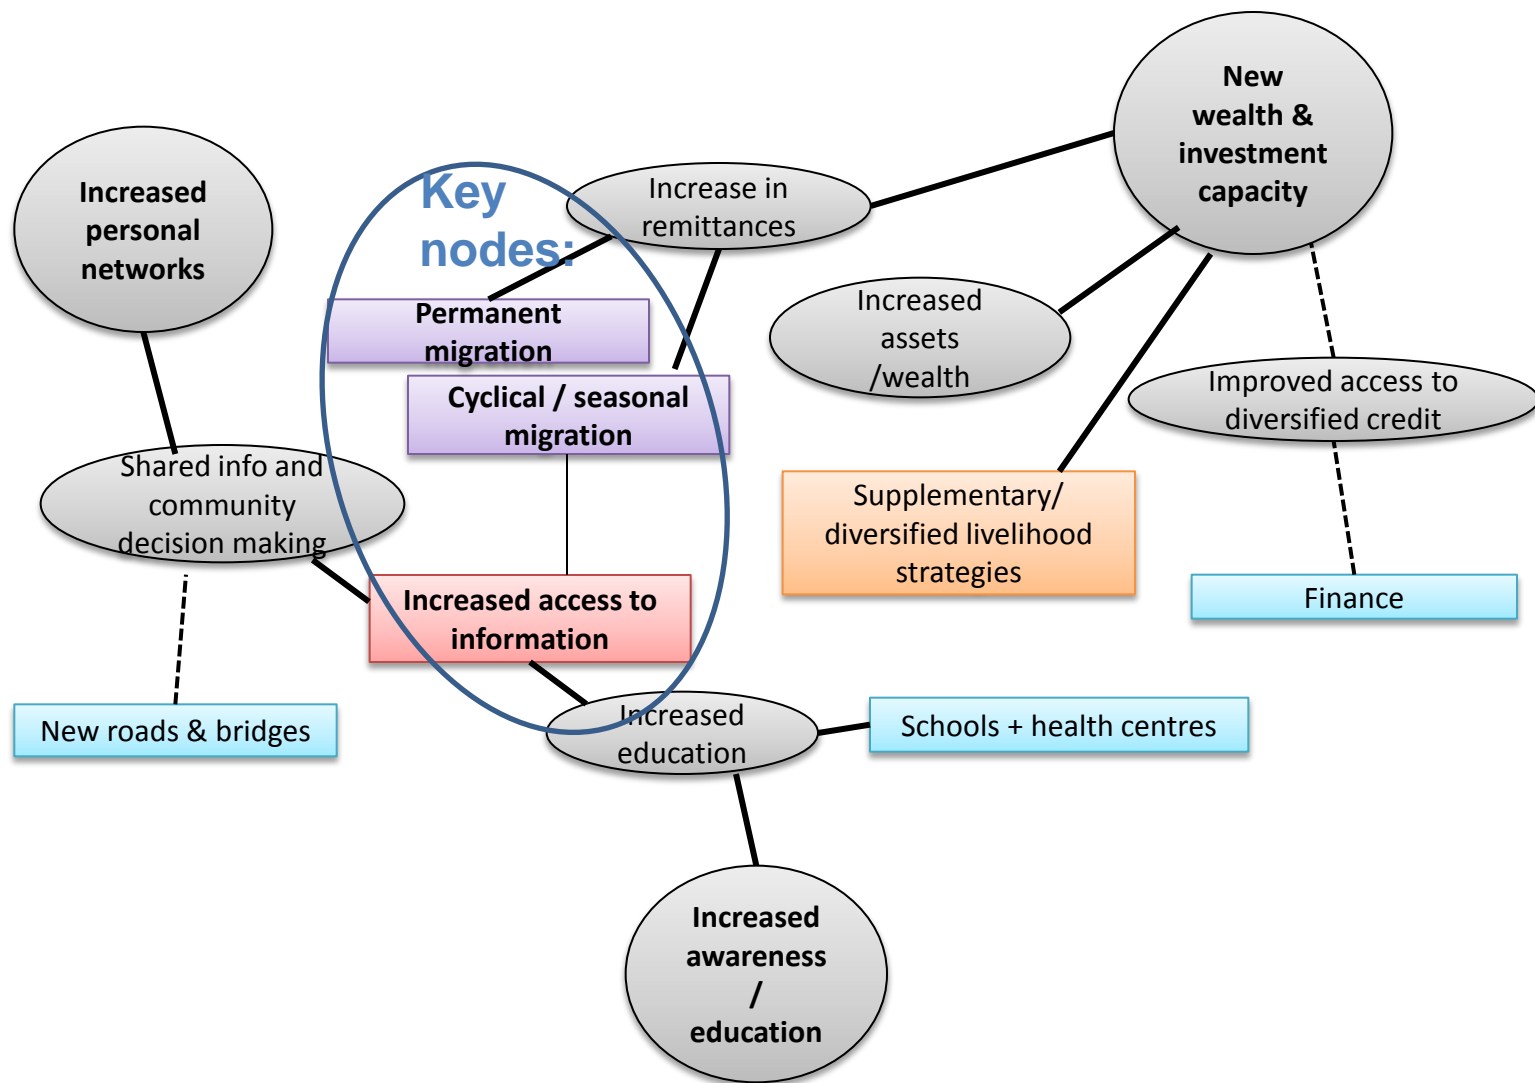 New
wealth &
investment
capacity
Increased
personal
networks
Key
nodes:
Increase in
remittances
Permanent
migration
Increased
assets
/wealth
Cyclical / seasonal
migration
Improved access to
diversified credit
Shared info and
community
decision making
Supplementary/
diversified livelihood
strategies
Increased access to
information
Finance
New roads & bridges
Increased
education
Schools + health centres
Increased
awareness
/
education